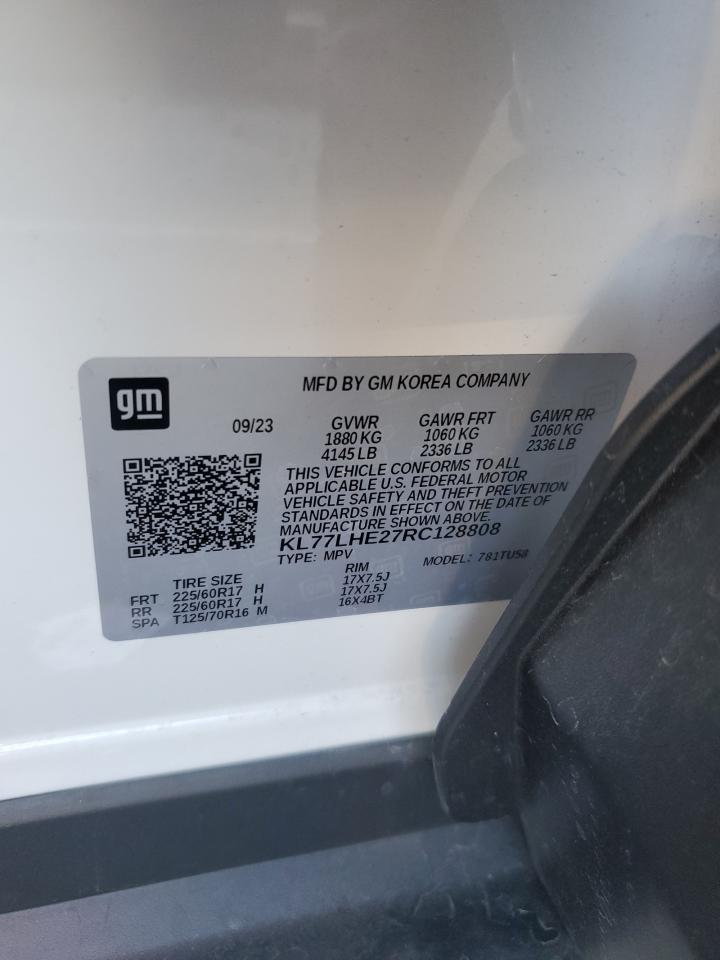 gm
MFD BY GM KOREA COMPANY
09/23
GVWR GAWR FRT GAWR RR
1880 KG 1060 KG 1060 KG
4145 LB 2336 LB 2336 LB
THIS VEHICLE CONFORMS TO ALL
APPLICABLE U.S. FEDERAL MOTOR
VEHICLE SAFETY AND THEFT PREVENTION
STANDARDS IN EFFECT ON THE DATE OF
MANUFACTURE SHOWN ABOVE.
KL77LHE27RC128808
TYPE: MPV MODEL: 781TU58
TIRE SIZE RIM
FRT 225/60R17 H 17X7.5J
RR 225/60R17 H 17X7.5J
SPA T125/70R16 M 16X4BT